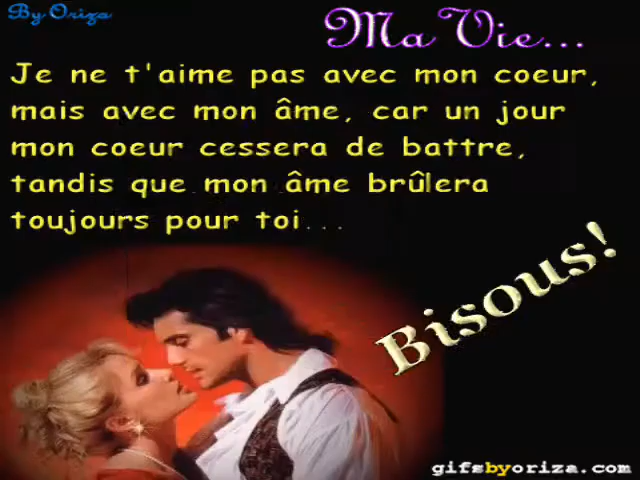 By Oriza
Ma Vie...
Je ne t'aime pas avec mon coeur,
mais avec mon âme, car un jour
mon coeur cessera de battre,
tandis que mon âme brûlera
toujours pour toi...
Bisous!
gifsbyoriza.com